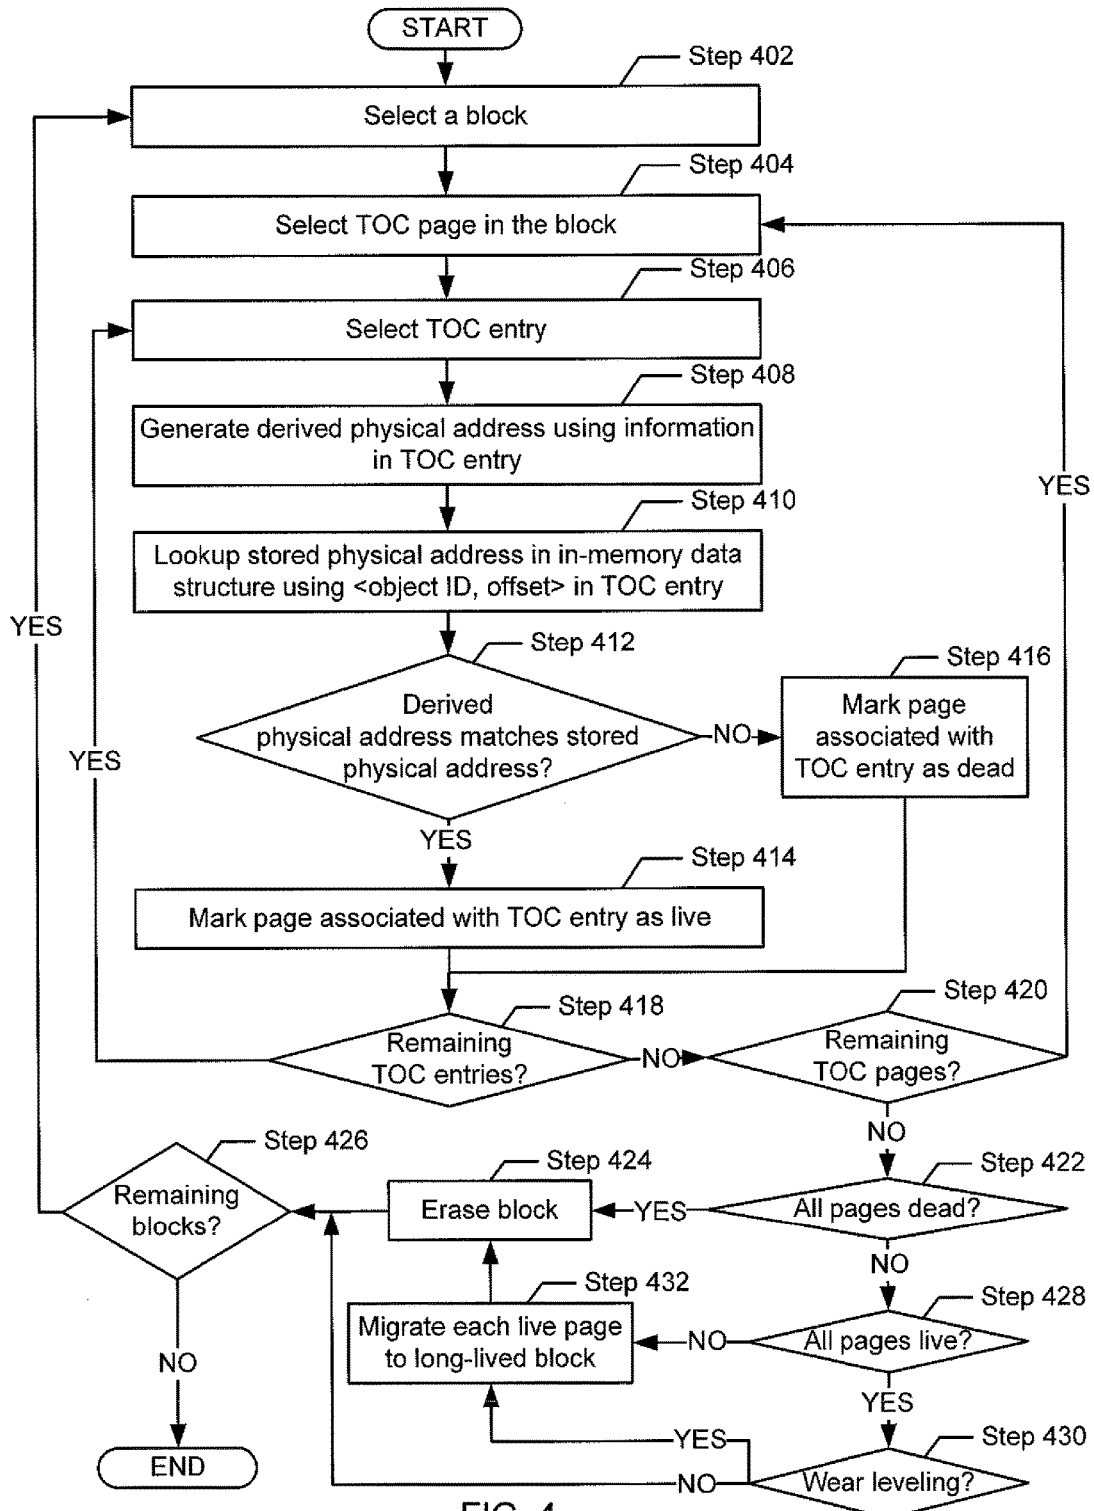 START
Step 402
Select a block
Step 404
Select TOC page in the block
Step 406
Select TOC entry
Step 408
Generate derived physical address using information
in TOC entry
YES
Step 410
Lookup stored physical address in in-memory data
structure using <object ID, offset> in TOC entry
YES
Step 412
Step 416
Derived
physical address matches stored
physical address?
NO
Mark page
associated with
TOC entry as dead
YES
YES
Step 414
Mark page associated with TOC entry as live
Step 418
Step 420
Remaining
TOC entries?
NO
Remaining
TOC pages?
NO
Step 426
Step 424
Step 422
Remaining
blocks?
Erase block
YES
All pages dead?
NO
Step 432
Step 428
Migrate each live page
to long-lived block
NO
All pages live?
NO
YES
YES
Step 430
END
NO
Wear leveling?